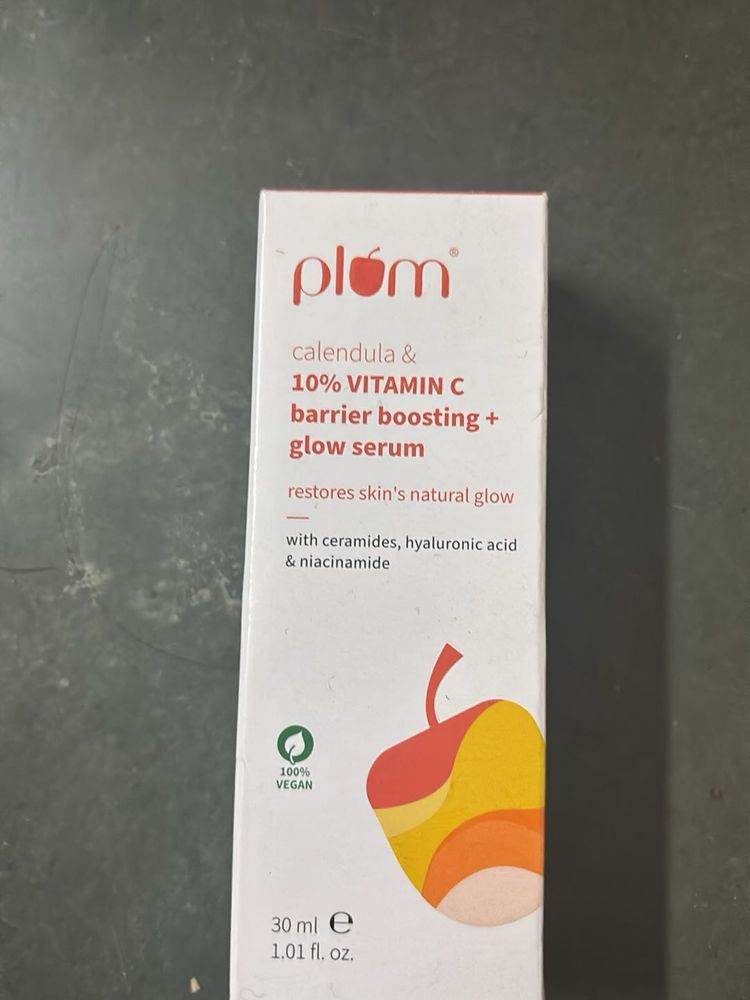 plum®
calendula &
10% VITAMIN C
barrier boosting +
glow serum
restores skin's natural glow
with ceramides, hyaluronic acid
& niacinamide
100%
VEGAN
30 ml ℮
1.01 fl. oz.